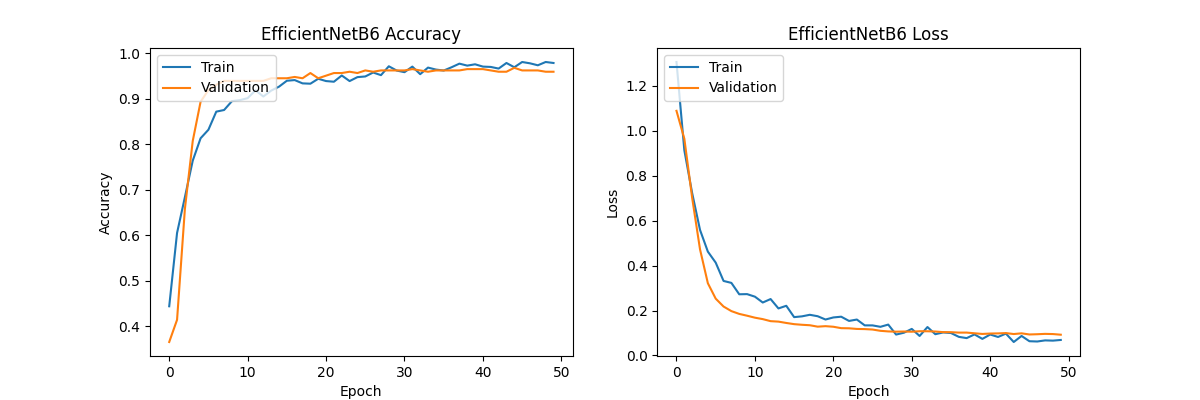 EfficientNetB6 Accuracy
Train
Validation
1.0
0.9
0.8
0.7
0.6
0.5
0.4
Accuracy
0 10 20 30 40 50
Epoch
EfficientNetB6 Loss
Train
Validation
1.2
1.0
0.8
0.6
0.4
0.2
0.0
Loss
0 10 20 30 40 50
Epoch